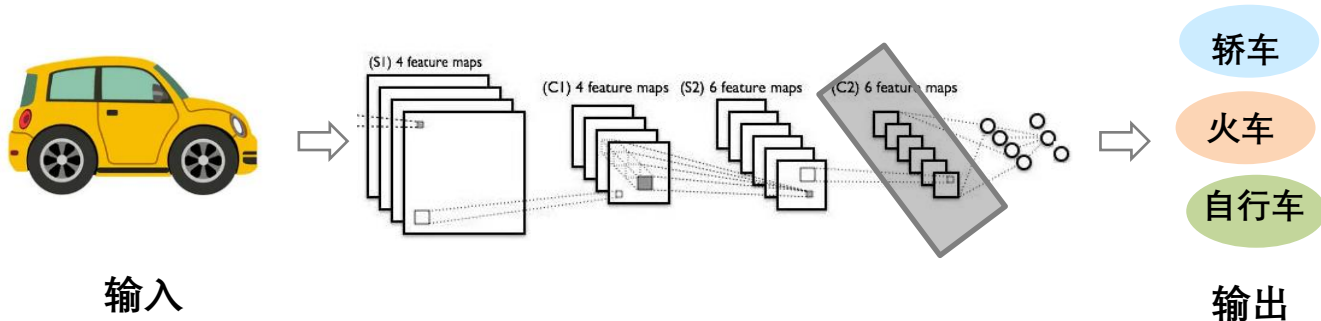 (S1) 4 feature maps
(C1) 4 feature maps
(S2) 6 feature maps
(C2) 6 feature maps
轿车
火车
自行车
输入
输出